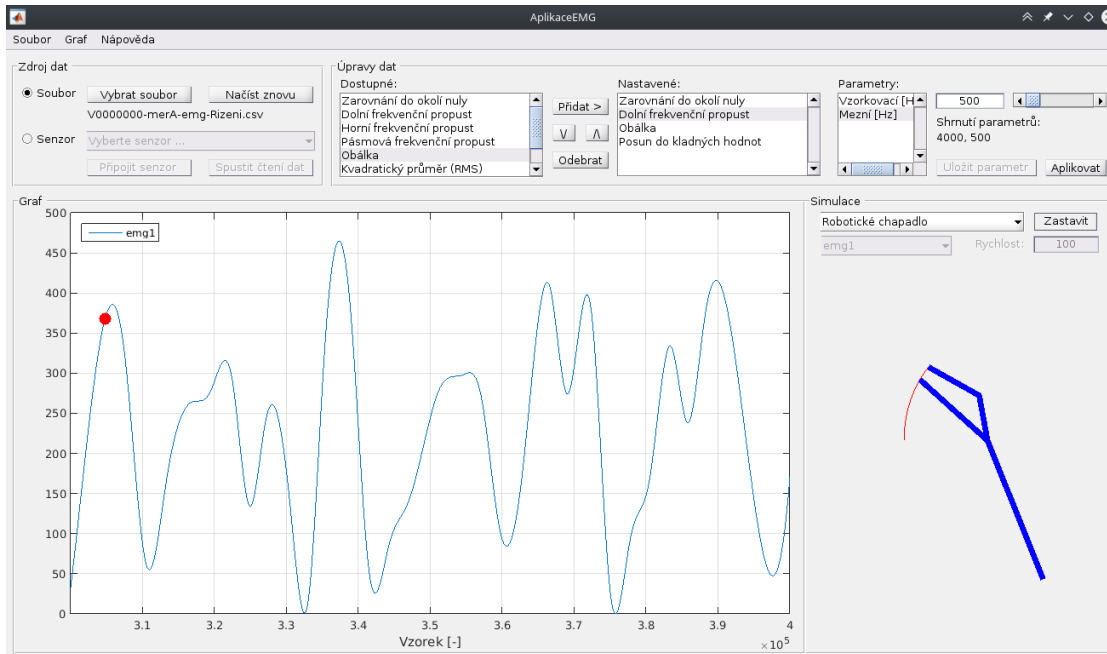 AplikaceEMG
Soubor Graf Nápověda
Zdroj dat
Soubor
Vybrat soubor
Načíst znovu
V0000000-merA-emg-Rizeni.csv
Senzor
Vyberte senzor ...
Připojit senzor
Spustit čtení dat
Úpravy dat
Dostupné:
Zarovnání do okolí nuly
Dolní frekvenční propust
Horní frekvenční propust
Pásmová frekvenční propust
Obálka
Kvadratický průměr (RMS)
Přidat >
\/ /\
Odebrat
Nastavené:
Zarovnání do okolí nuly
Dolní frekvenční propust
Obálka
Posun do kladných hodnot
Parametry:
Vzorkovací [H
Mezní [Hz]
500
Shrnutí parametrů:
4000, 500
Uložit parametr
Aplikovat
Graf
500
450
400
350
300
250
200
150
100
50
0
emg1
3.1 3.2 3.3 3.4 3.5 3.6 3.7 3.8 3.9 4
Vzorek [-]
×10⁵
Simulace
Robotické chapadlo
Zastavit
emg1
Rychlost:
100